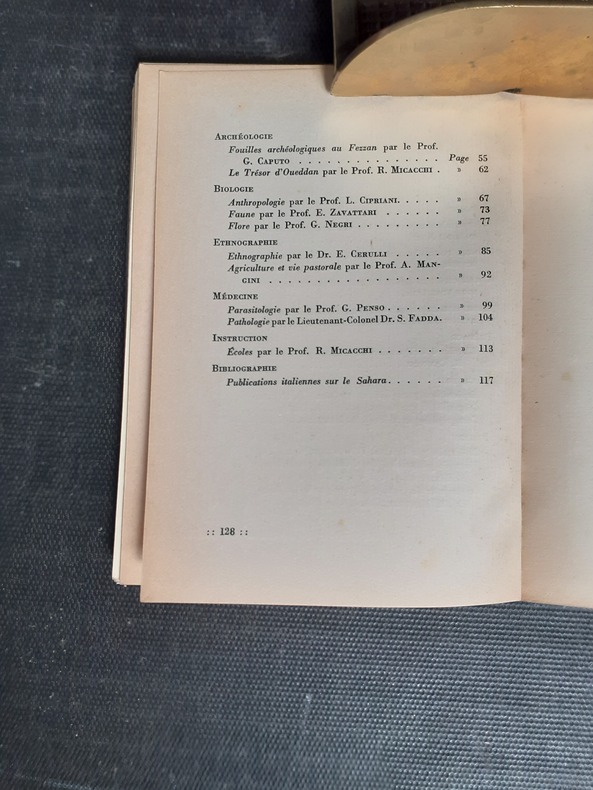 ARCHÉOLOGIE
Fouilles archéologiques au Fezzan par le Prof.
G. CAPUTO . . . . . . . . . . . . . . . Page 55
Le Trésor d'Oueddan par le Prof. R. MICACCHI . » 62
BIOLOGIE
Anthropologie par le Prof. L. CIPRIANI. . . . . » 67
Faune par le Prof. E. ZAVATTARI . . . . . . » 73
Flore par le Prof. G. NEGRI . . . . . . . . . » 77
ETHNOGRAPHIE
Ethnographie par le Dr. E. CERULLI . . . . . » 85
Agriculture et vie pastorale par le Prof. A. MAN-
GINI . . . . . . . . . . . . . . . . . . » 92
MÉDECINE
Parasitologie par le Prof. G. PENSO . . . . . . » 99
Pathologie par le Lieutenant-Colonel Dr. S. FADDA. » 104
INSTRUCTION
Écoles par le Prof. R. MICACCHI . . . . . . . » 113
BIBLIOGRAPHIE
Publications italiennes sur le Sahara . . . . . . » 117
:: 128 ::